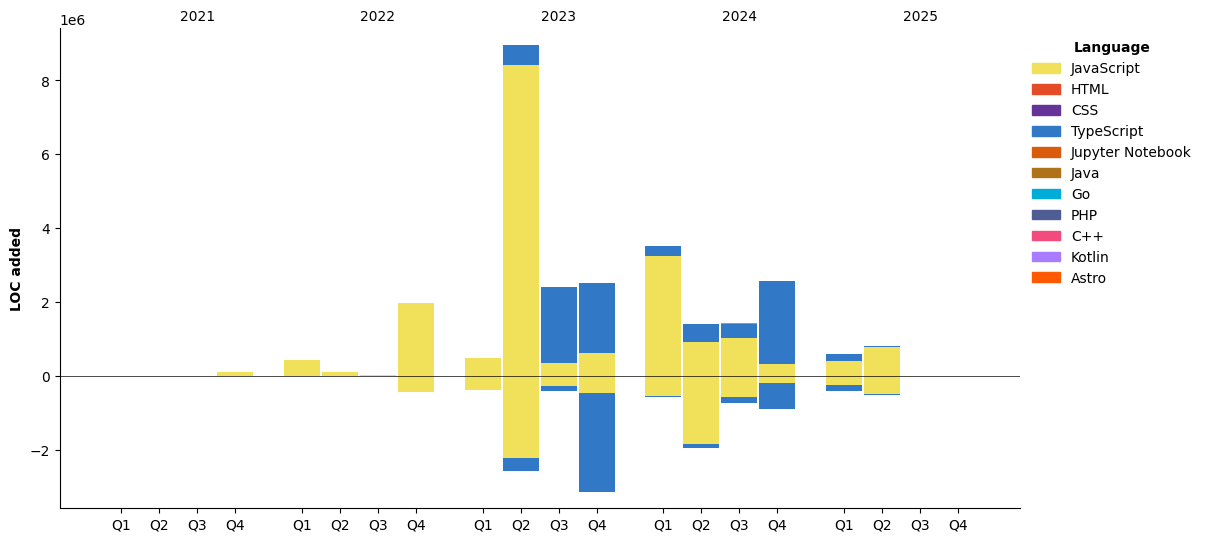 1e6
2021 2022 2023 2024 2025
8
6
4
2
0
−2
LOC added
Q1 Q2 Q3 Q4 Q1 Q2 Q3 Q4 Q1 Q2 Q3 Q4 Q1 Q2 Q3 Q4 Q1 Q2 Q3 Q4
Language
JavaScript
HTML
CSS
TypeScript
Jupyter Notebook
Java
Go
PHP
C++
Kotlin
Astro